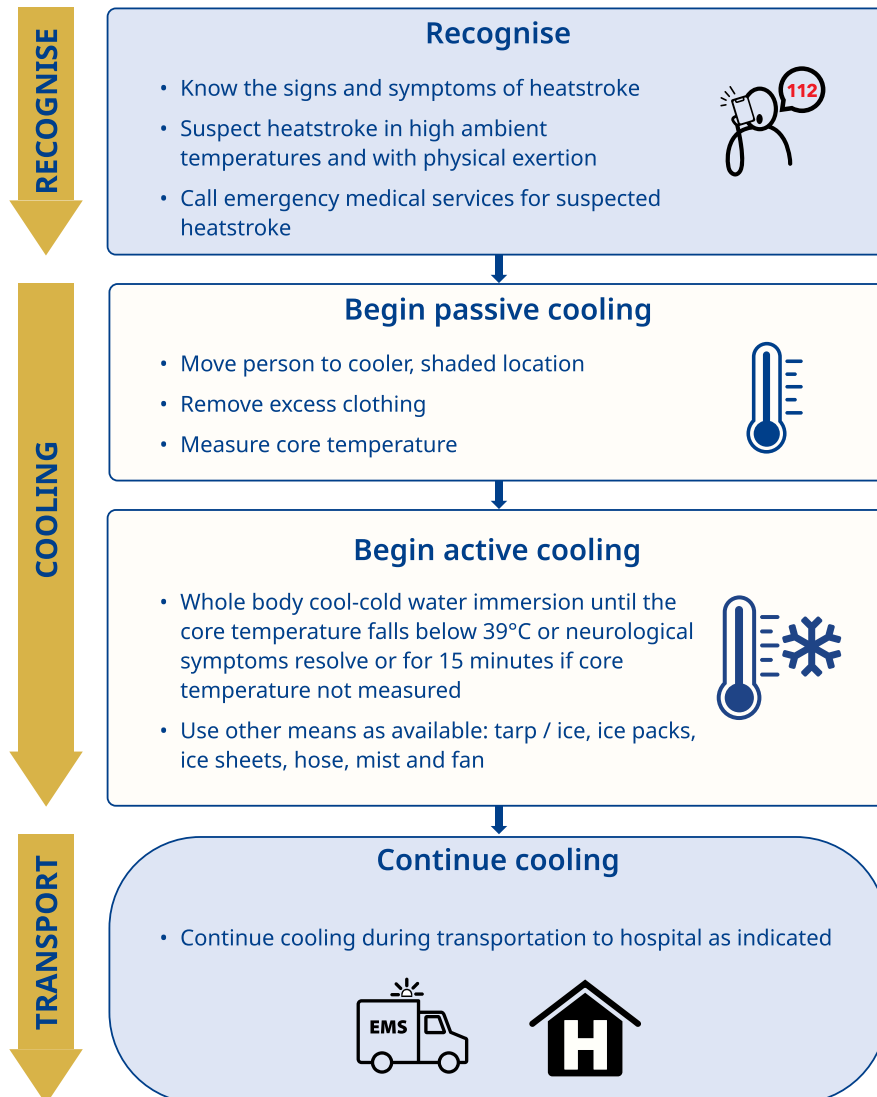 RECOGNISE
Recognise
• Know the signs and symptoms of heatstroke
• Suspect heatstroke in high ambient
temperatures and with physical exertion
• Call emergency medical services for suspected
heatstroke
112
COOLING
Begin passive cooling
• Move person to cooler, shaded location
• Remove excess clothing
• Measure core temperature
Begin active cooling
• Whole body cool-cold water immersion until the
core temperature falls below 39°C or neurological
symptoms resolve or for 15 minutes if core
temperature not measured
• Use other means as available: tarp / ice, ice packs,
ice sheets, hose, mist and fan
TRANSPORT
Continue cooling
• Continue cooling during transportation to hospital as indicated
EMS
H